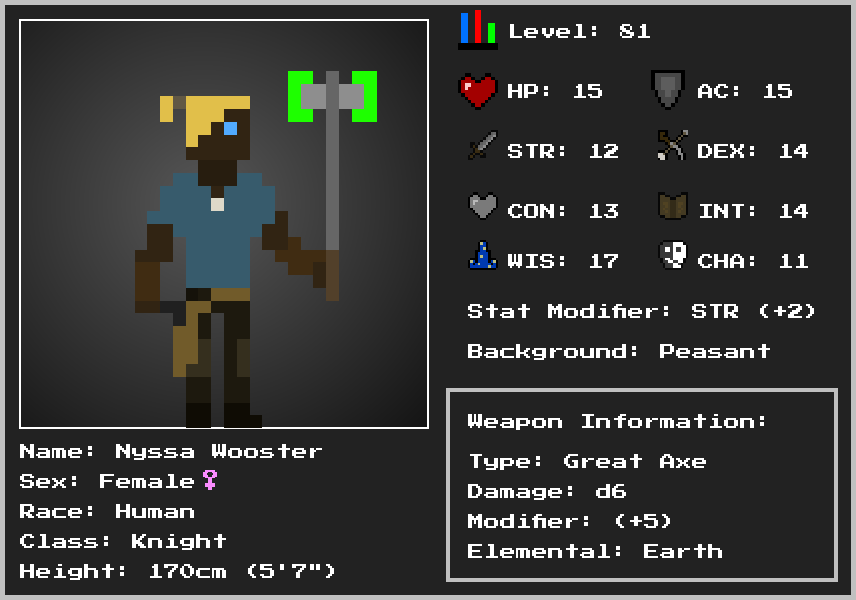 Level: 81
HP: 15 AC: 15
STR: 12 DEX: 14
CON: 13 INT: 14
WIS: 17 CHA: 11
Stat Modifier: STR (+2)
Background: Peasant
Weapon Information:
Type: Great Axe
Damage: d6
Modifier: (+5)
Elemental: Earth
Name: Nyssa Wooster
Sex: Female♀
Race: Human
Class: Knight
Height: 170cm (5'7")